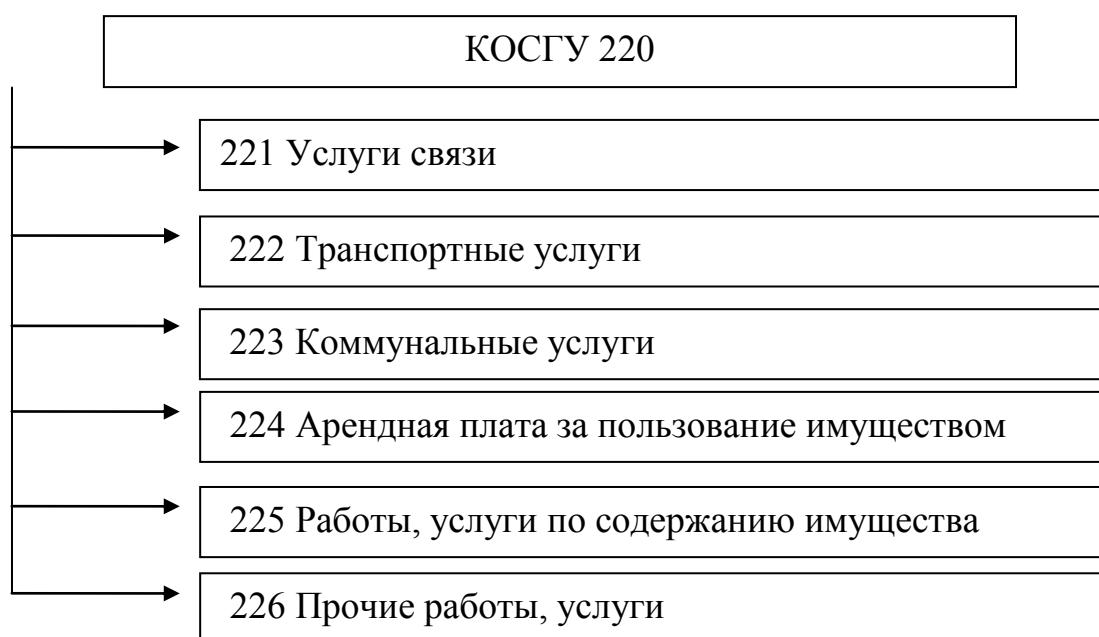 КОСГУ 220
221 Услуги связи
222 Транспортные услуги
223 Коммунальные услуги
224 Арендная плата за пользование имуществом
225 Работы, услуги по содержанию имущества
226 Прочие работы, услуги